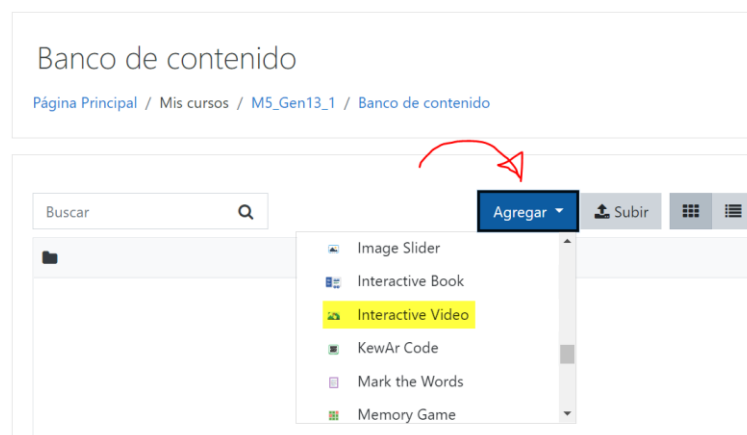 Banco de contenido
Página Principal / Mis cursos / M5_Gen13_1 / Banco de contenido
Buscar
Agregar
Subir
Image Slider
Interactive Book
Interactive Video
KewAr Code
Mark the Words
Memory Game